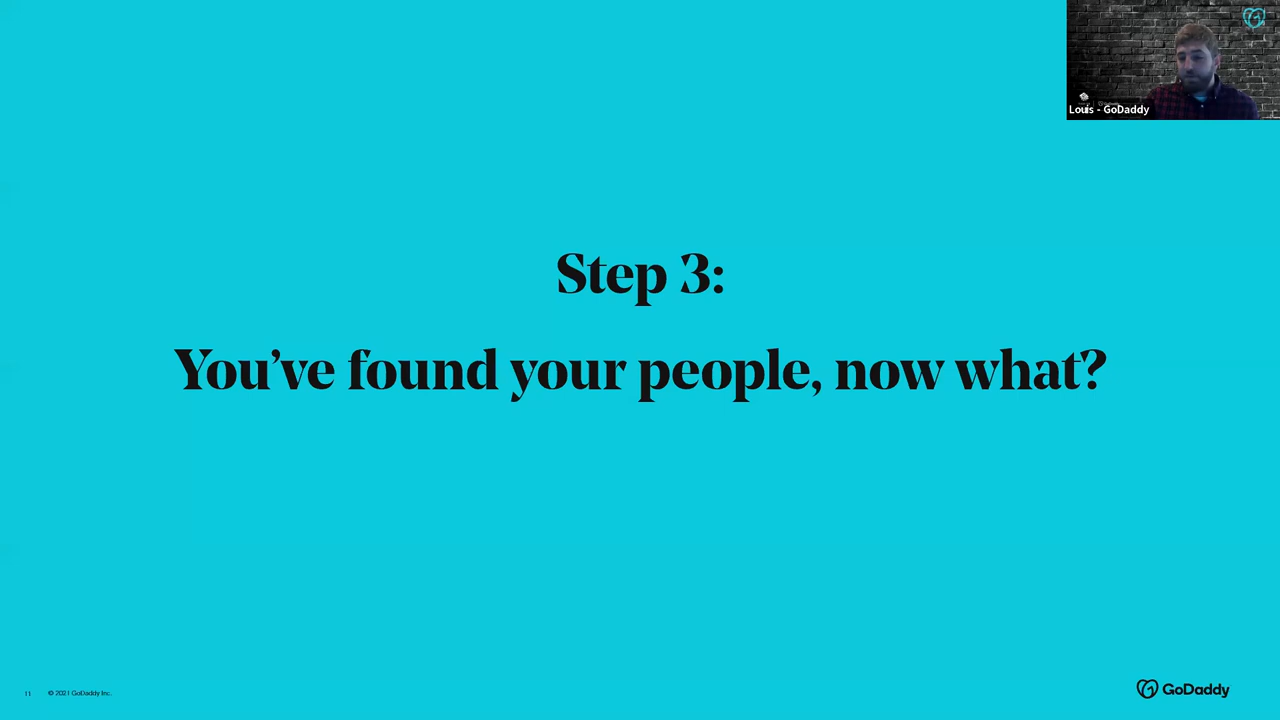 Louis - GoDaddy
Step 3:
You’ve found your people, now what?
11 © 2021 GoDaddy Inc.
GoDaddy